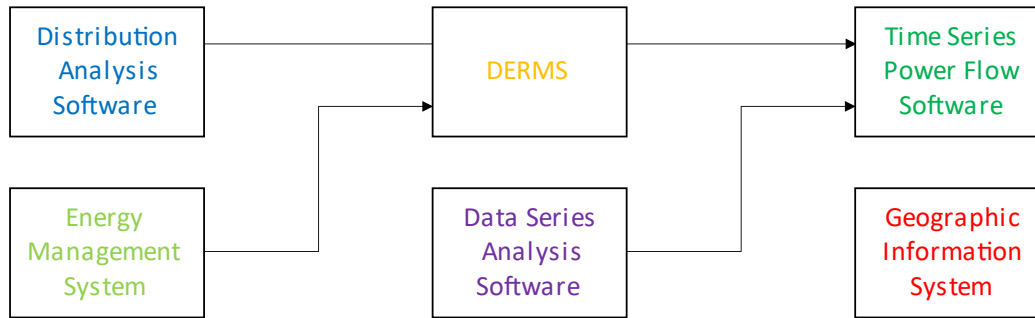 Distribution
Analysis
Software
DERMS
Time Series
Power Flow
Software
Energy
Management
System
Data Series
Analysis
Software
Geographic
Information
System